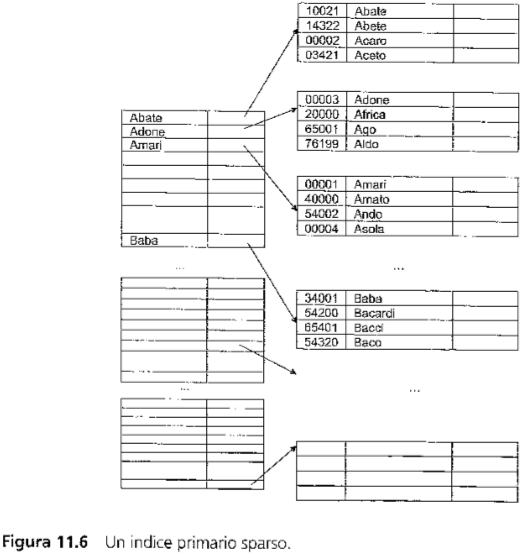 10021 Abate
14322 Abete
00002 Acaro
03421 Aceto
00003 Adone
20000 Africa
65001 Ago
76199 Aldo
Abate
Adone
Amari
Baba
00001 Amari
40000 Amato
54002 Ando
00004 Asola
...
...
34001 Baba
54200 Bacardi
65401 Bacci
54320 Baco
...
...
Figura 11.6 Un indice primario sparso.